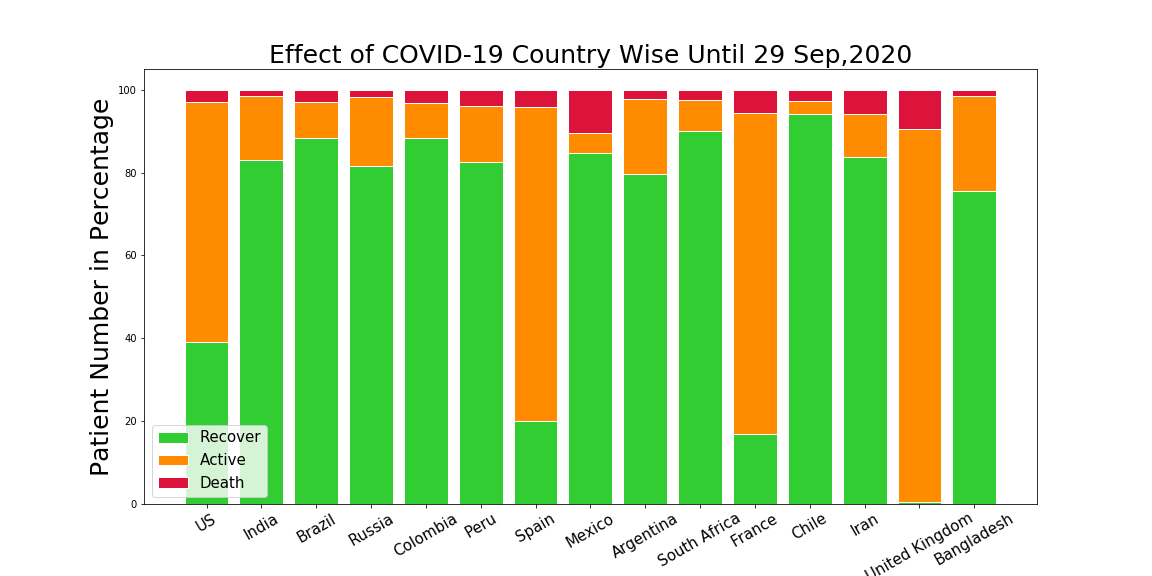 Effect of COVID-19 Country Wise Until 29 Sep,2020
Patient Number in Percentage
100
80
60
40
20
0
Recover
Active
Death
US
India
Brazil
Russia
Colombia
Peru
Spain
Mexico
Argentina
South Africa
France
Chile
Iran
United Kingdom
Bangladesh